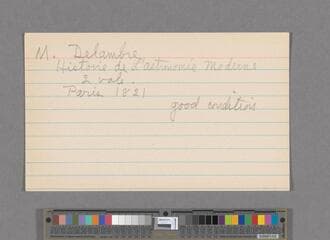 M. Delambre
Histoire de l'astronomie Moderne
2 vols.
Paris 1821
good condition